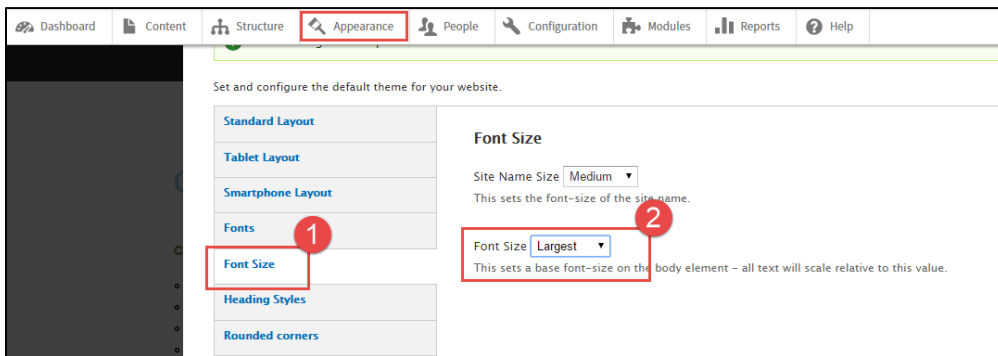 Dashboard Content Structure Appearance People Configuration Modules Reports Help
Set and configure the default theme for your website.
Standard Layout
Tablet Layout
Smartphone Layout
Fonts
1
Font Size
Heading Styles
Rounded corners
Font Size
Site Name Size Medium
This sets the font-size of the site name.
2
Font Size Largest
This sets a base font-size on the body element - all text will scale relative to this value.